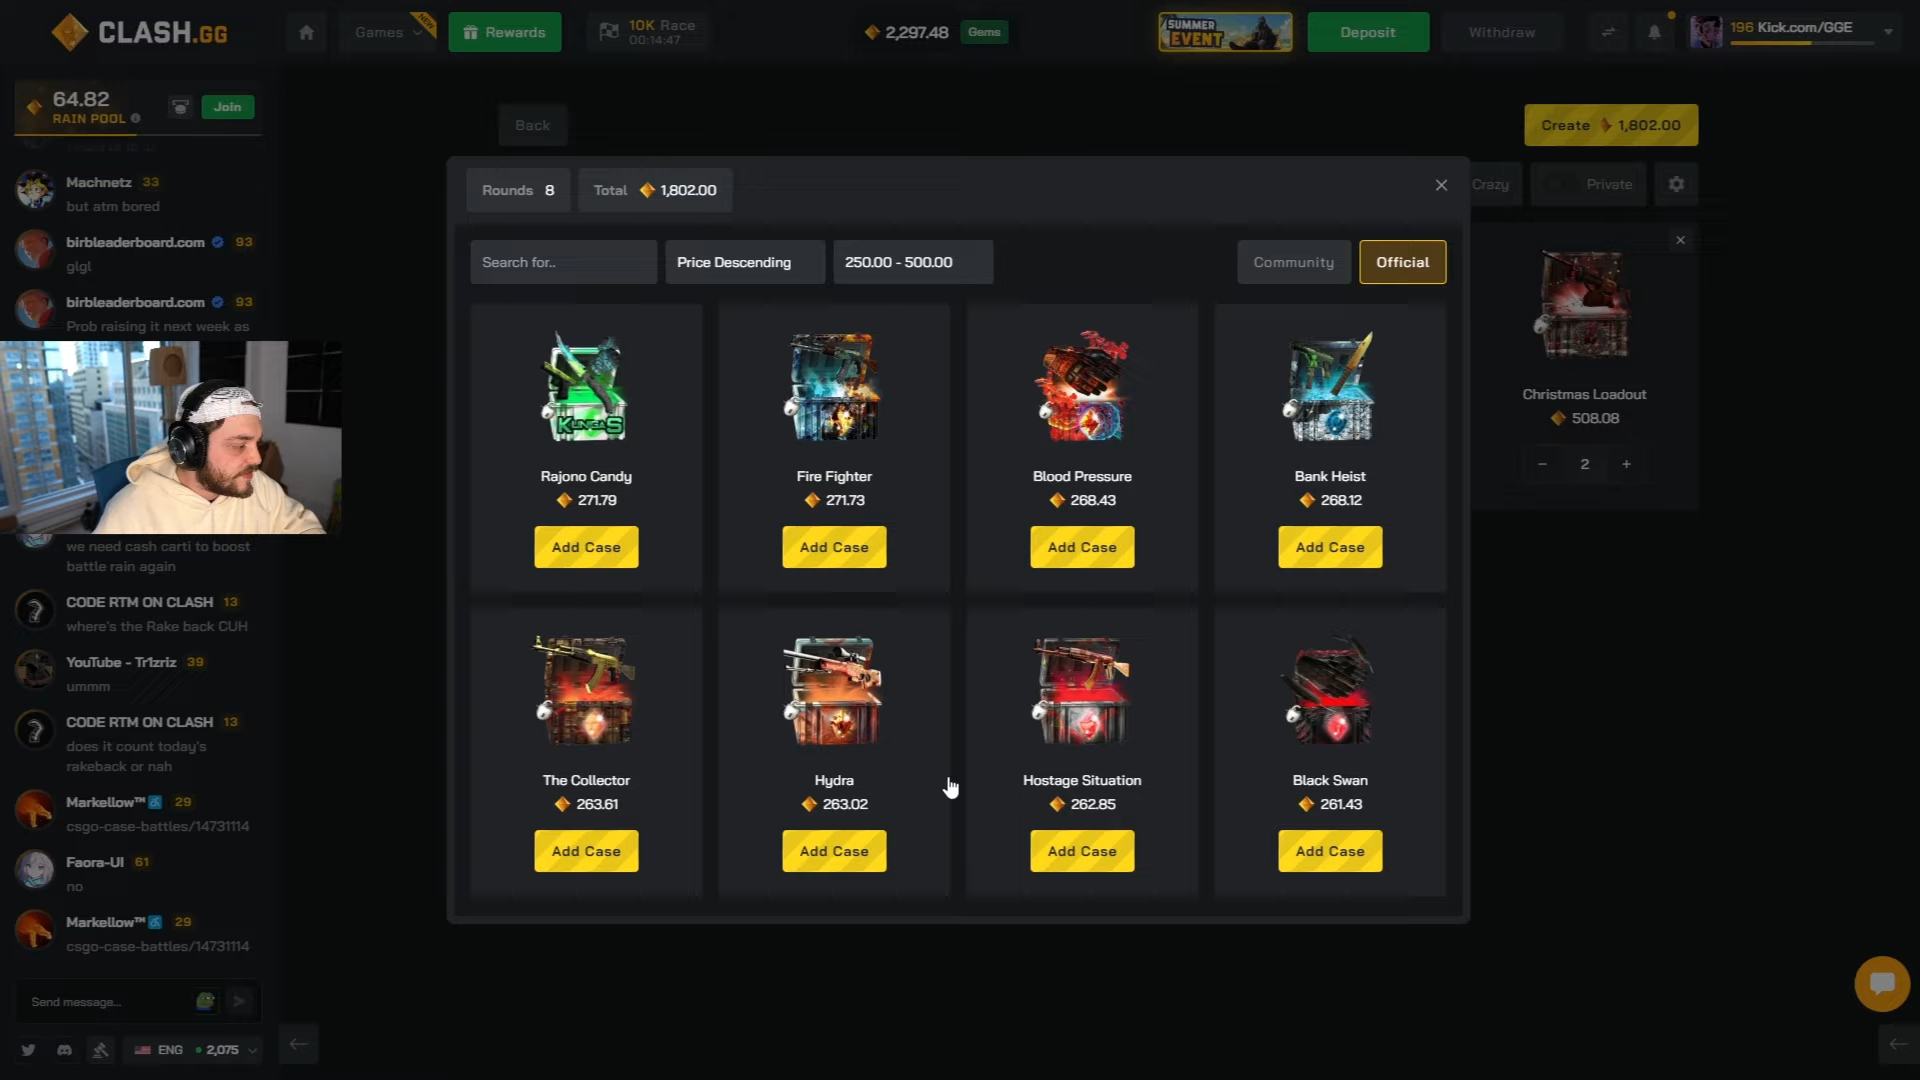 CLASH.GG
Games
NEW
Rewards
10K Race
00:14:47
2,297.48
Gems
SUMMER
EVENT
Deposit
Withdraw
196 Kick.com/GGE
64.82
RAIN POOL
Join
Machnetz 33
but atm bored
birbleaderboard.com 93
glgl
birbleaderboard.com 93
Prob raising it next week as
we need cash carti to boost
battle rain again
CODE RTM ON CLASH 13
where's the Rake back CUH
YouTube - Tr1zriz 39
ummm
CODE RTM ON CLASH 13
does it count today's
rakeback or nah
Markellow™ 29
csgo-case-battles/14731114
Faora-UI 61
no
Markellow™ 29
csgo-case-battles/14731114
Send message...
ENG 2,075
Back
Create 1,802.00
Crazy
Private
Rounds 8
Total 1,802.00
Search for..
Price Descending
250.00 - 500.00
Community
Official
KUNIGAS
Rajono Candy
271.79
Add Case
Fire Fighter
271.73
Add Case
Blood Pressure
268.43
Add Case
Bank Heist
268.12
Add Case
The Collector
263.61
Add Case
Hydra
263.02
Add Case
Hostage Situation
262.85
Add Case
Black Swan
261.43
Add Case
Christmas Loadout
508.08
2